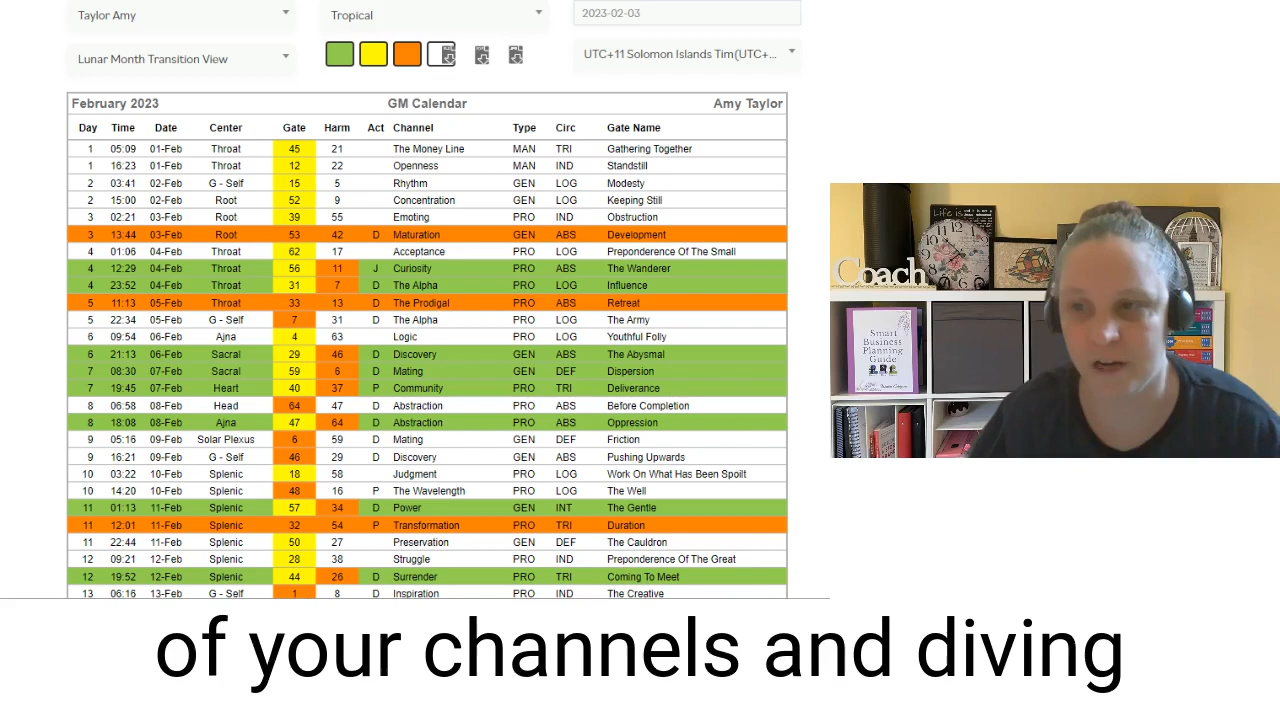 Taylor Amy
Tropical
2023-02-03
Lunar Month Transition View
UTC+11 Solomon Islands Tim(UTC+...
February 2023 GM Calendar Amy Taylor
Day Time Date Center Gate Harm Act Channel Type Circ Gate Name
1 05:09 01-Feb Throat 45 21 The Money Line MAN TRI Gathering Together
1 16:23 01-Feb Throat 12 22 Openness MAN IND Standstill
2 03:41 02-Feb G - Self 15 5 Rhythm GEN LOG Modesty
2 15:00 02-Feb Root 52 9 Concentration GEN LOG Keeping Still
3 02:21 03-Feb Root 39 55 Emoting PRO IND Obstruction
3 13:44 03-Feb Root 53 42 D Maturation GEN ABS Development
4 01:06 04-Feb Throat 62 17 Acceptance PRO LOG Preponderance Of The Small
4 12:29 04-Feb Throat 56 11 J Curiosity PRO ABS The Wanderer
4 23:52 04-Feb Throat 31 7 D The Alpha PRO LOG Influence
5 11:13 05-Feb Throat 33 13 D The Prodigal PRO ABS Retreat
5 22:34 05-Feb G - Self 7 31 D The Alpha PRO LOG The Army
6 09:54 06-Feb Ajna 4 63 Logic PRO LOG Youthful Folly
6 21:13 06-Feb Sacral 29 46 D Discovery GEN ABS The Abysmal
7 08:30 07-Feb Sacral 59 6 D Mating GEN DEF Dispersion
7 19:45 07-Feb Heart 40 37 P Community PRO TRI Deliverance
8 06:58 08-Feb Head 64 47 D Abstraction PRO ABS Before Completion
8 18:08 08-Feb Ajna 47 64 D Abstraction PRO ABS Oppression
9 05:16 09-Feb Solar Plexus 6 59 D Mating GEN DEF Friction
9 16:21 09-Feb G - Self 46 29 D Discovery GEN ABS Pushing Upwards
10 03:22 10-Feb Splenic 18 58 Judgment PRO LOG Work On What Has Been Spoilt
10 14:20 10-Feb Splenic 48 16 P The Wavelength PRO LOG The Well
11 01:13 11-Feb Splenic 57 34 D Power GEN INT The Gentle
11 12:01 11-Feb Splenic 32 54 P Transformation PRO TRI Duration
11 22:44 11-Feb Splenic 50 27 Preservation GEN DEF The Cauldron
12 09:21 12-Feb Splenic 28 38 Struggle PRO IND Preponderance Of The Great
12 19:52 12-Feb Splenic 44 26 D Surrender PRO TRI Coming To Meet
13 06:16 13-Feb G - Self 1 8 D Inspiration PRO IND The Creative
Life is
Coach
Smart
Business
Planning
Guide
of your channels and diving